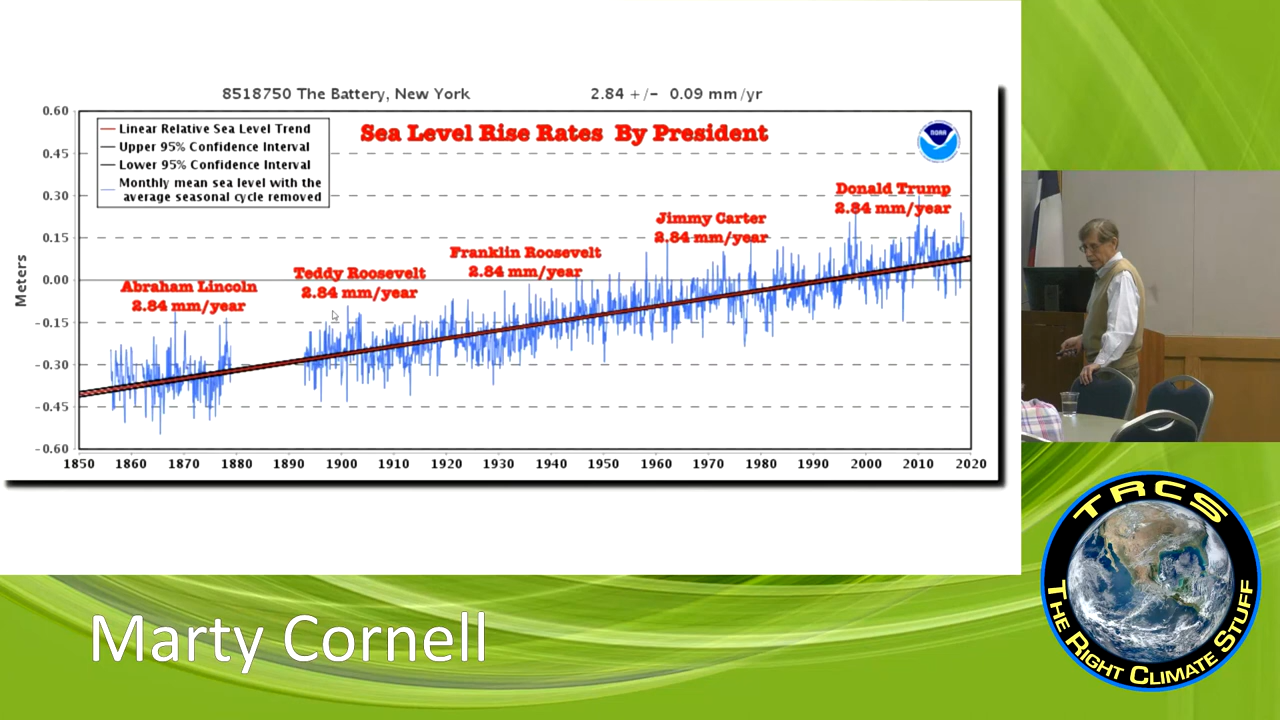 8518750 The Battery, New York 2.84 +/- 0.09 mm/yr
Sea Level Rise Rates By President
Linear Relative Sea Level Trend
Upper 95% Confidence Interval
Lower 95% Confidence Interval
Monthly mean sea level with the
average seasonal cycle removed
NOAA
Meters
0.60
0.45
0.30
0.15
0.00
-0.15
-0.30
-0.45
-0.60
Abraham Lincoln
2.84 mm/year
Teddy Roosevelt
2.84 mm/year
Franklin Roosevelt
2.84 mm/year
Jimmy Carter
2.84 mm/year
Donald Trump
2.84 mm/year
1850 1860 1870 1880 1890 1900 1910 1920 1930 1940 1950 1960 1970 1980 1990 2000 2010 2020
Marty Cornell
TRCS
THE RIGHT CLIMATE STUFF